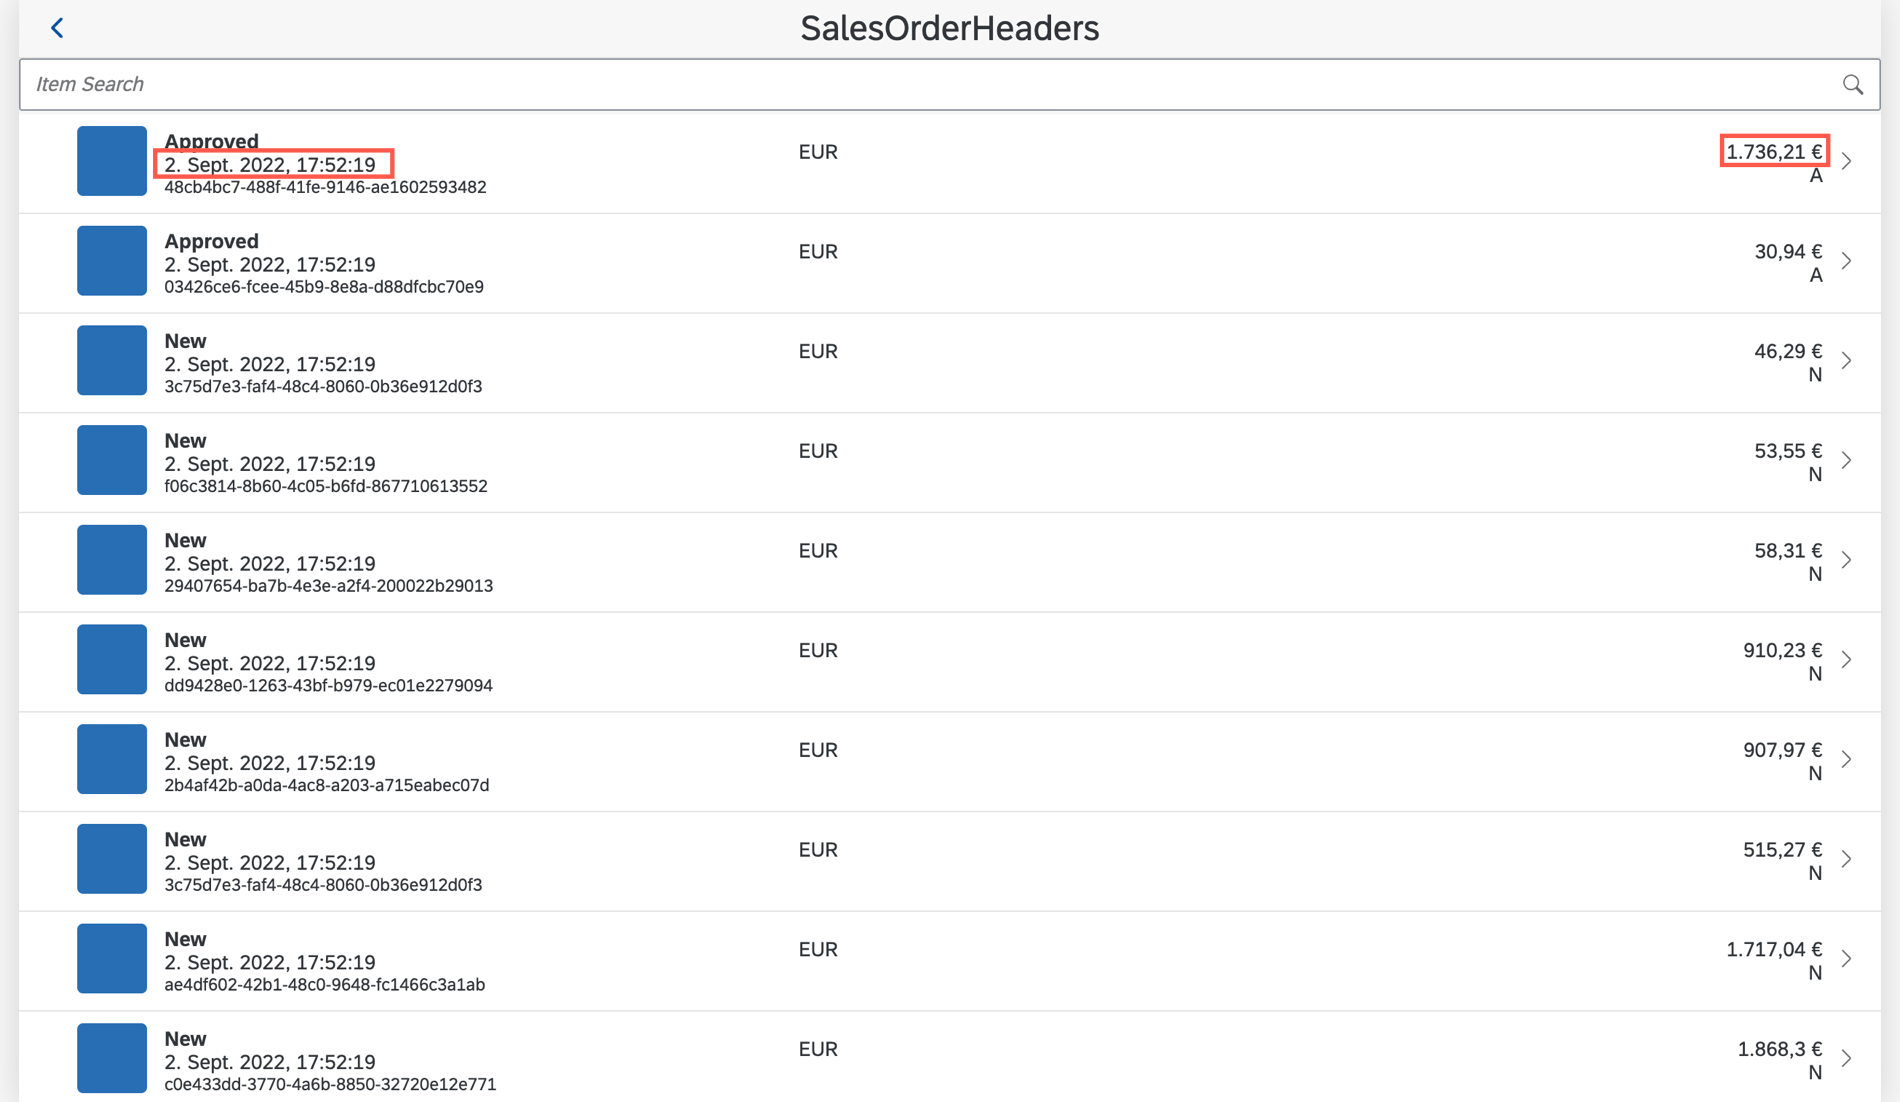 SalesOrderHeaders
Item Search
Approved
2. Sept. 2022, 17:52:19
48cb4bc7-488f-41fe-9146-ae1602593482
EUR
1.736,21 €
A
Approved
2. Sept. 2022, 17:52:19
03426ce6-fcee-45b9-8e8a-d88dfcbc70e9
EUR
30,94 €
A
New
2. Sept. 2022, 17:52:19
3c75d7e3-faf4-48c4-8060-0b36e912d0f3
EUR
46,29 €
N
New
2. Sept. 2022, 17:52:19
f06c3814-8b60-4c05-b6fd-867710613552
EUR
53,55 €
N
New
2. Sept. 2022, 17:52:19
29407654-ba7b-4e3e-a2f4-200022b29013
EUR
58,31 €
N
New
2. Sept. 2022, 17:52:19
dd9428e0-1263-43bf-b979-ec01e2279094
EUR
910,23 €
N
New
2. Sept. 2022, 17:52:19
2b4af42b-a0da-4ac8-a203-a715eabec07d
EUR
907,97 €
N
New
2. Sept. 2022, 17:52:19
3c75d7e3-faf4-48c4-8060-0b36e912d0f3
EUR
515,27 €
N
New
2. Sept. 2022, 17:52:19
ae4df602-42b1-48c0-9648-fc1466c3a1ab
EUR
1.717,04 €
N
New
2. Sept. 2022, 17:52:19
c0e433dd-3770-4a6b-8850-32720e12e771
EUR
1.868,3 €
N